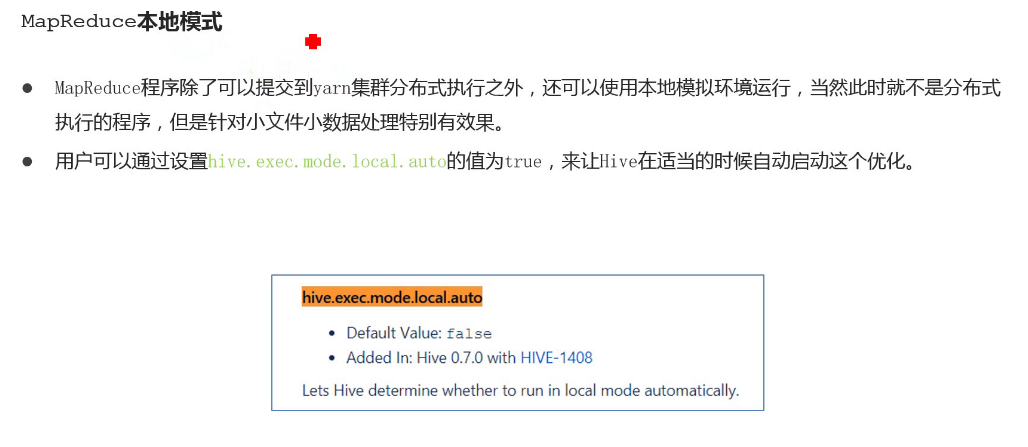 MapReduce本地模式
MapReduce程序除了可以提交到yarn集群分布式执行之外，还可以使用本地模拟环境运行，当然此时就不是分布式
执行的程序，但是针对小文件小数据处理特别有效果。
用户可以通过设置hive.exec.mode.local.auto的值为true，来让Hive在适当的时候自动启动这个优化。
hive.exec.mode.local.auto
Default Value: false
Added In: Hive 0.7.0 with HIVE-1408
Lets Hive determine whether to run in local mode automatically.